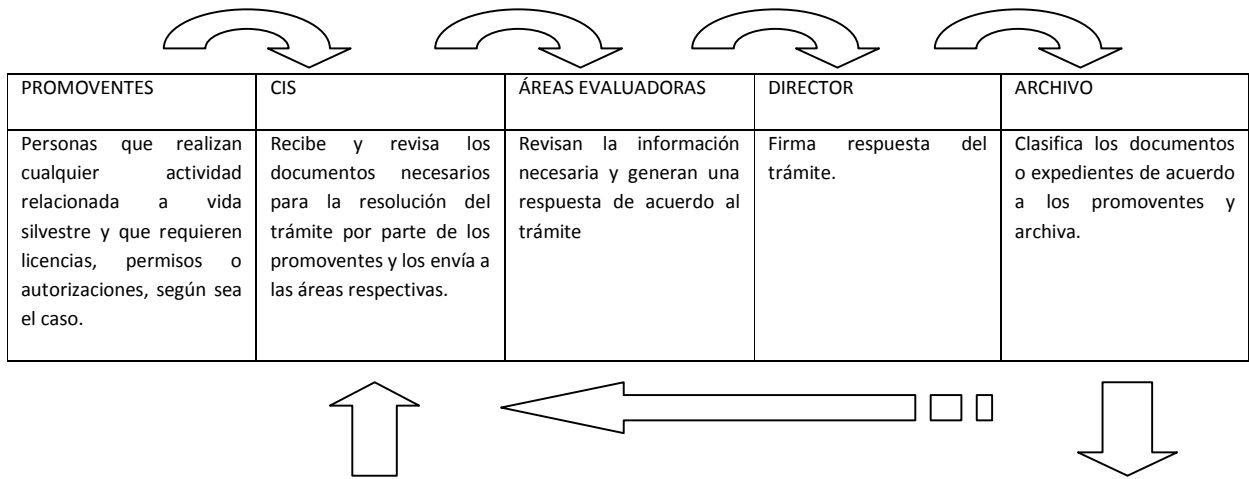 PROMOVENTES
CIS
ÁREAS EVALUADORAS
DIRECTOR
ARCHIVO
Personas que realizan
cualquier actividad
relacionada a vida
silvestre y que requieren
licencias, permisos o
autorizaciones, según sea
el caso.
Recibe y revisa los
documentos necesarios
para la resolución del
trámite por parte de los
promoventes y los envía a
las áreas respectivas.
Revisan la información
necesaria y generan una
respuesta de acuerdo al
trámite
Firma respuesta del
trámite.
Clasifica los documentos
o expedientes de acuerdo
a los promoventes y
archiva.